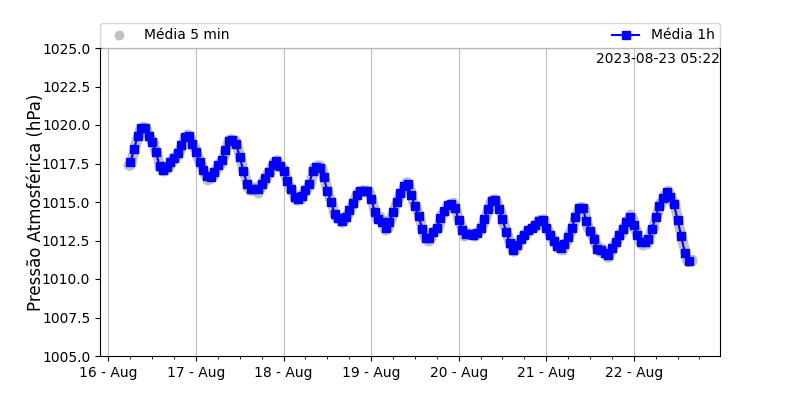 Média 5 min
Média 1h
2023-08-23 05:22
Pressão Atmosférica (hPa)
1025.0
1022.5
1020.0
1017.5
1015.0
1012.5
1010.0
1007.5
1005.0
16 - Aug
17 - Aug
18 - Aug
19 - Aug
20 - Aug
21 - Aug
22 - Aug